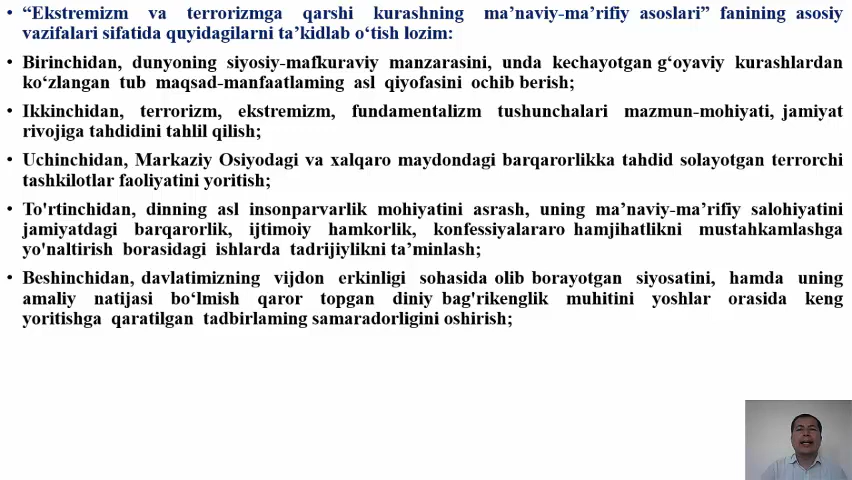 • “Ekstremizm va terrorizmga qarshi kurashning ma’naviy-ma’rifiy asoslari” fanining asosiy
vazifalari sifatida quyidagilarni ta’kidlab o‘tish lozim:
• Birinchidan, dunyoning siyosiy-mafkuraviy manzarasini, unda kechayotgan g‘oyaviy kurashlardan
ko‘zlangan tub maqsad-manfaatlaming asl qiyofasini ochib berish;
• Ikkinchidan, terrorizm, ekstremizm, fundamentalizm tushunchalari mazmun-mohiyati, jamiyat
rivojiga tahdidini tahlil qilish;
• Uchinchidan, Markaziy Osiyodagi va xalqaro maydondagi barqarorlikka tahdid solayotgan terrorchi
tashkilotlar faoliyatini yoritish;
• To'rtinchidan, dinning asl insonparvarlik mohiyatini asrash, uning ma’naviy-ma’rifiy salohiyatini
jamiyatdagi barqarorlik, ijtimoiy hamkorlik, konfessiyalararo hamjihatlikni mustahkamlashga
yo'naltirish borasidagi ishlarda tadrijiylikni ta’minlash;
• Beshinchidan, davlatimizning vijdon erkinligi sohasida olib borayotgan siyosatini, hamda uning
amaliy natijasi bo‘lmish qaror topgan diniy bag'rikenglik muhitini yoshlar orasida keng
yoritishga qaratilgan tadbirlaming samaradorligini oshirish;